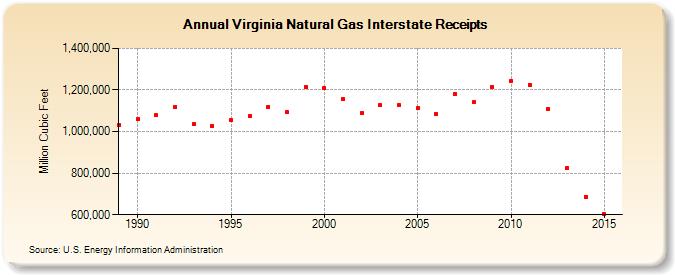 Annual Virginia Natural Gas Interstate Receipts
Million Cubic Feet
1,400,000
1,200,000
1,000,000
800,000
600,000
1990 1995 2000 2005 2010 2015
Source: U.S. Energy Information Administration